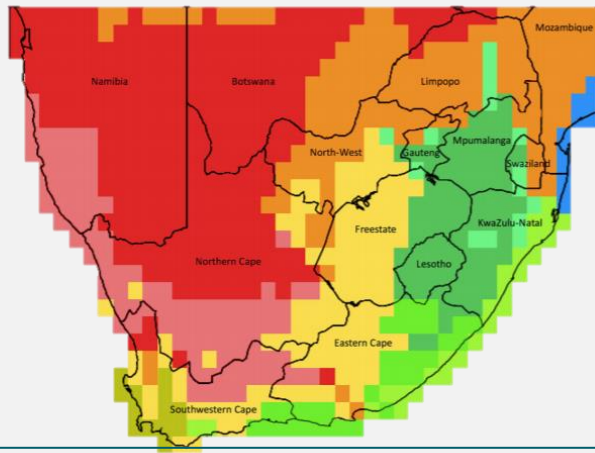 Mozambique
Namibia
Botswana
Limpopo
Mpumalanga
North-West
Gauteng
Swaziland
KwaZulu-Natal
Freestate
Northern Cape
Lesotho
Eastern Cape
Southwestern Cape